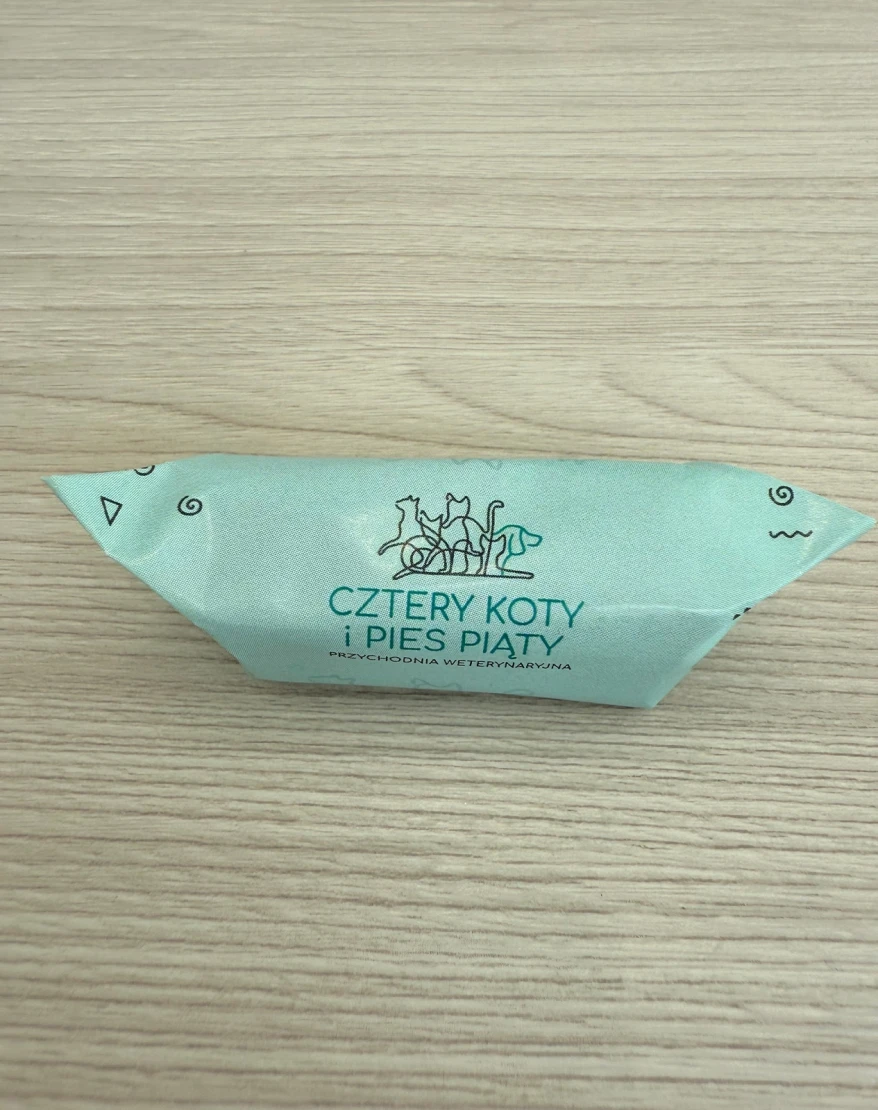 CZTERY KOTY
i PIES PIĄTY
PRZYCHODNIA WETERYNARYJNA